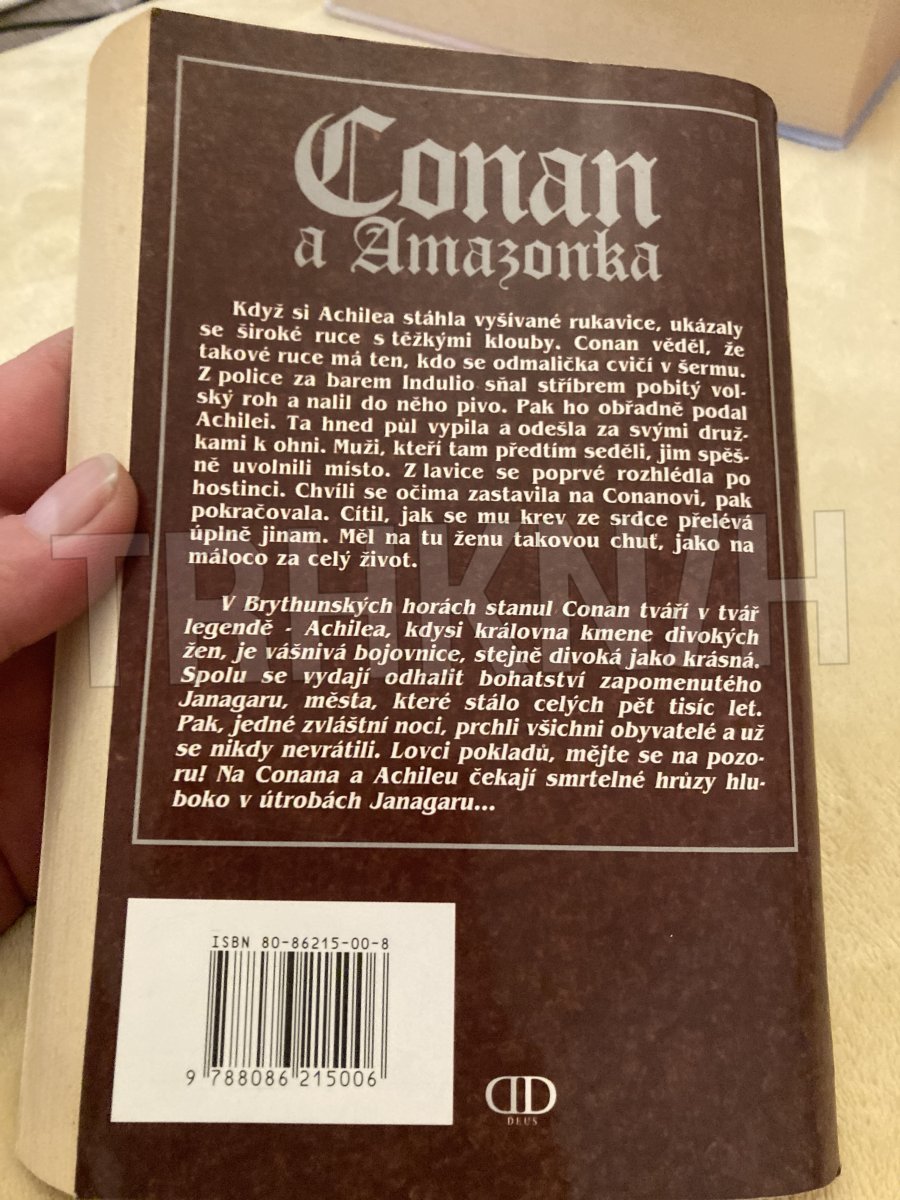 Conan
a Amazonka
Když si Achilea stáhla vyšívané rukavice, ukázaly
se široké ruce s těžkými klouby. Conan věděl, že
takové ruce má ten, kdo se odmalička cvičí v šermu.
Z police za barem Indulio sňal stříbrem pobitý vol-
ský roh a nalil do něho pivo. Pak ho obřadně podal
Achilei. Ta hned půl vypila a odešla za svými druž-
kami k ohni. Muži, kteří tam předtím seděli, jim spěš-
ně uvolnili místo. Z lavice se poprvé rozhlédla po
hostinci. Chvíli se očima zastavila na Conanovi, pak
pokračovala. Cítil, jak se mu krev ze srdce přelévá
úplně jinam. Měl na tu ženu takovou chuť, jako na
máloco za celý život.
V Brythunských horách stanul Conan tváří v tvář
legendě - Achilea, kdysi královna kmene divokých
žen, je vášnivá bojovnice, stejně divoká jako krásná.
Spolu se vydají odhalit bohatství zapomenutého
Janagaru, města, které stálo celých pět tisíc let.
Pak, jedné zvláštní noci, prchli všichni obyvatelé a už
se nikdy nevrátili. Lovci pokladů, mějte se na pozo-
ru! Na Conana a Achileu čekají smrtelné hrůzy hlu-
boko v útrobách Janagaru...
ISBN 80-86215-00-8
9 788086 215006
DEUS